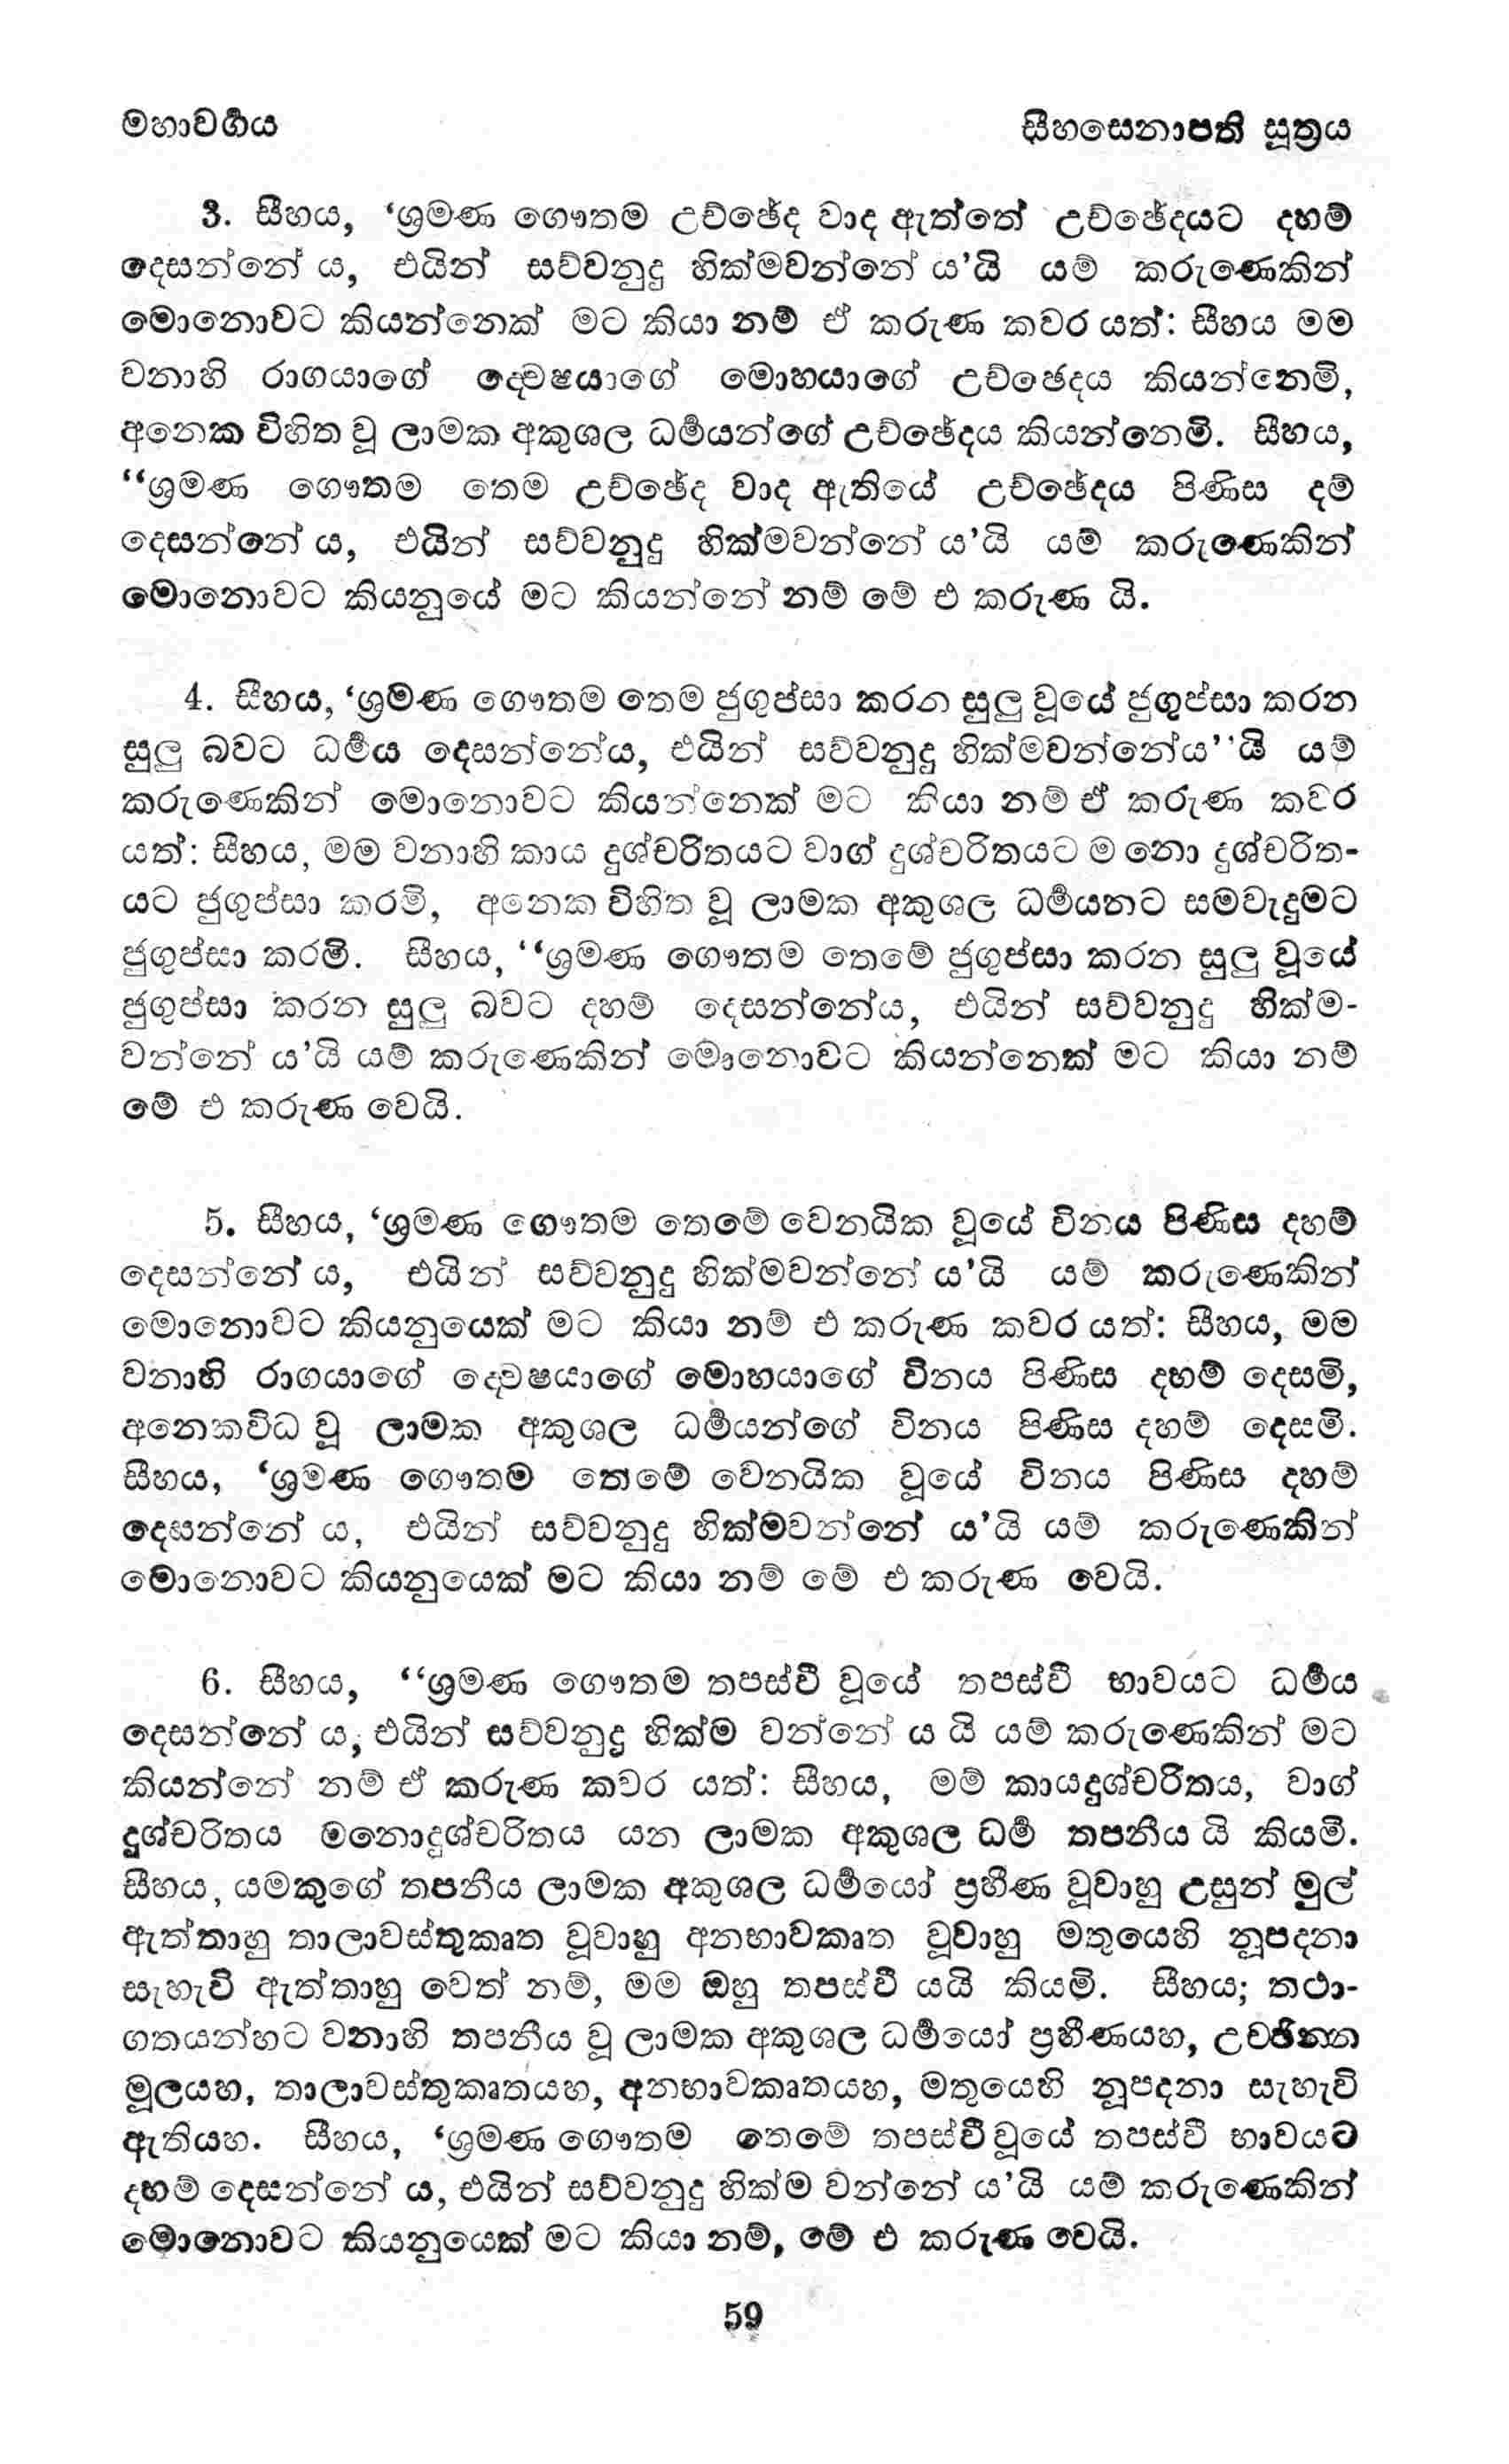 මහාවර්‍ගය සීහසෙනාපති සූත්‍රය
3. සීහය, ‘ශ්‍රමණ ගෞතම උච්ඡේද වාද ඇත්තේ උච්ඡේදයට දහම්
දෙසන්නේ ය, එයින් සව්වනුදු හික්මවන්නේ ය’යි යම් කරුණෙකින්
මොනොවට කියන්නෙක් මට කියා නම් ඒ කරුණ කවර යත්: සීහය මම
වනාහි රාගයාගේ ද්‍වෙෂයාගේ මොහයාගේ උච්ඡෙදය කියන්නෙමි,
අනෙක විහිත වූ ලාමක අකුශල ධර්‍මයන්ගේ උච්ඡේදය කියන්නෙමි. සීහය,
‘‘ශ්‍රමණ ගෞතම තෙම උච්ඡේද වාද ඇතියේ උච්ඡේදය පිණිස දම්
දෙසන්නේ ය, එයින් සව්වනුදු හික්මවන්නේ ය’යි යම් කරුණෙකින්
මොනොවට කියනුයේ මට කියන්නේ නම් මේ එ කරුණ යි.
4. සීහය, ‘ශ්‍රමණ ගෞතම තෙම ජුගුප්සා කරන සුලු වූයේ ජුගුප්සා කරන
සුලු බවට ධර්‍මය දෙසන්නේය, එයින් සව්වනුදු හික්මවන්නේය’’යි යම්
කරුණෙකින් මොනොවට කියන්නෙක් මට කියා නම් ඒ කරුණ කවර
යත්: සීහය, මම වනාහි කාය දුශ්චරිතයට වාග් දුශ්චරිතයට ම නො දුශ්චරිත-
යට ජුගුප්සා කරමි, අනෙක විහිත වූ ලාමක අකුශල ධර්‍මයනට සමවැදුමට
ජුගුප්සා කරමි. සීහය, ‘‘ශ්‍රමණ ගෞතම තෙමේ ජුගුප්සා කරන සුලු වූයේ
ජුගුප්සා කරන සුලු බවට දහම් දෙසන්නේය, එයින් සව්වනුදු හික්ම-
වන්නේ ය’යි යම් කරුණෙකින් මොනොවට කියන්නෙක් මට කියා නම්
මේ එ කරුණ වෙයි.
5. සීහය, ‘ශ්‍රමණ ගෞතම තෙමේ වෙනයික වූයේ විනය පිණිස දහම්
දෙසන්නේ ය, එයින් සව්වනුදු හික්මවන්නේ ය’යි යම් කරුණෙකින්
මොනොවට කියනුයෙක් මට කියා නම් එ කරුණ කවර යත්: සීහය, මම
වනාහි රාගයාගේ ද්‍වෙෂයාගේ මොහයාගේ විනය පිණිස දහම් දෙසමි,
අනෙකවිධ වූ ලාමක අකුශල ධර්‍මයන්ගේ විනය පිණිස දහම් දෙසමි.
සීහය, ‘ශ්‍රමණ ගෞතම තෙමේ වෙනයික වූයේ විනය පිණිස දහම්
දෙසන්නේ ය, එයින් සව්වනුදු හික්මවන්නේ ය’යි යම් කරුණෙකින්
මොනොවට කියනුයෙක් මට කියා නම් මේ එ කරුණ වෙයි.
6. සීහය, ‘‘ශ්‍රමණ ගෞතම තපස්වී වූයේ තපස්වී භාවයට ධර්‍මය
දෙසන්නේ ය, එයින් සව්වනුදු හික්ම වන්නේ ය යි යම් කරුණෙකින් මට
කියන්නේ නම් ඒ කරුණ කවර යත්: සීහය, මම් කායදුශ්චරිතය, වාග්
දුශ්චරිතය මනොදුශ්චරිතය යන ලාමක අකුශල ධර්‍ම තපනීය යි කියමි.
සීහය, යමකුගේ තපනීය ලාමක අකුශල ධර්‍මයෝ ප්‍රහීණ වූවාහු උසුන් මුල්
ඇත්තාහු තාලාවස්තුකෘත වූවාහු අනභාවකෘත වූවාහු මතුයෙහි නූපදනා
සැහැවි ඇත්තාහු වෙත් නම්, මම ඔහු තපස්වී යයි කියමි. සීහය; තථා-
ගතයන්හට වනාහි තපනීය වූ ලාමක අකුශල ධර්‍මයෝ ප්‍රහීණයහ, උච්ඡින්න
මූලයහ, තාලාවස්තුකෘතයහ, අනභාවකෘතයහ, මතුයෙහි නූපදනා සැහැවි
ඇතියහ. සීහය, ‘ශ්‍රමණ ගෞතම තෙමේ තපස්වී වූයේ තපස්වී භාවයට
දහම් දෙසන්නේ ය, එයින් සව්වනුදු හික්ම වන්නේ ය’යි යම් කරුණෙකින්
මොනොවට කියනුයෙක් මට කියා නම්, මේ එ කරුණ වෙයි.
59